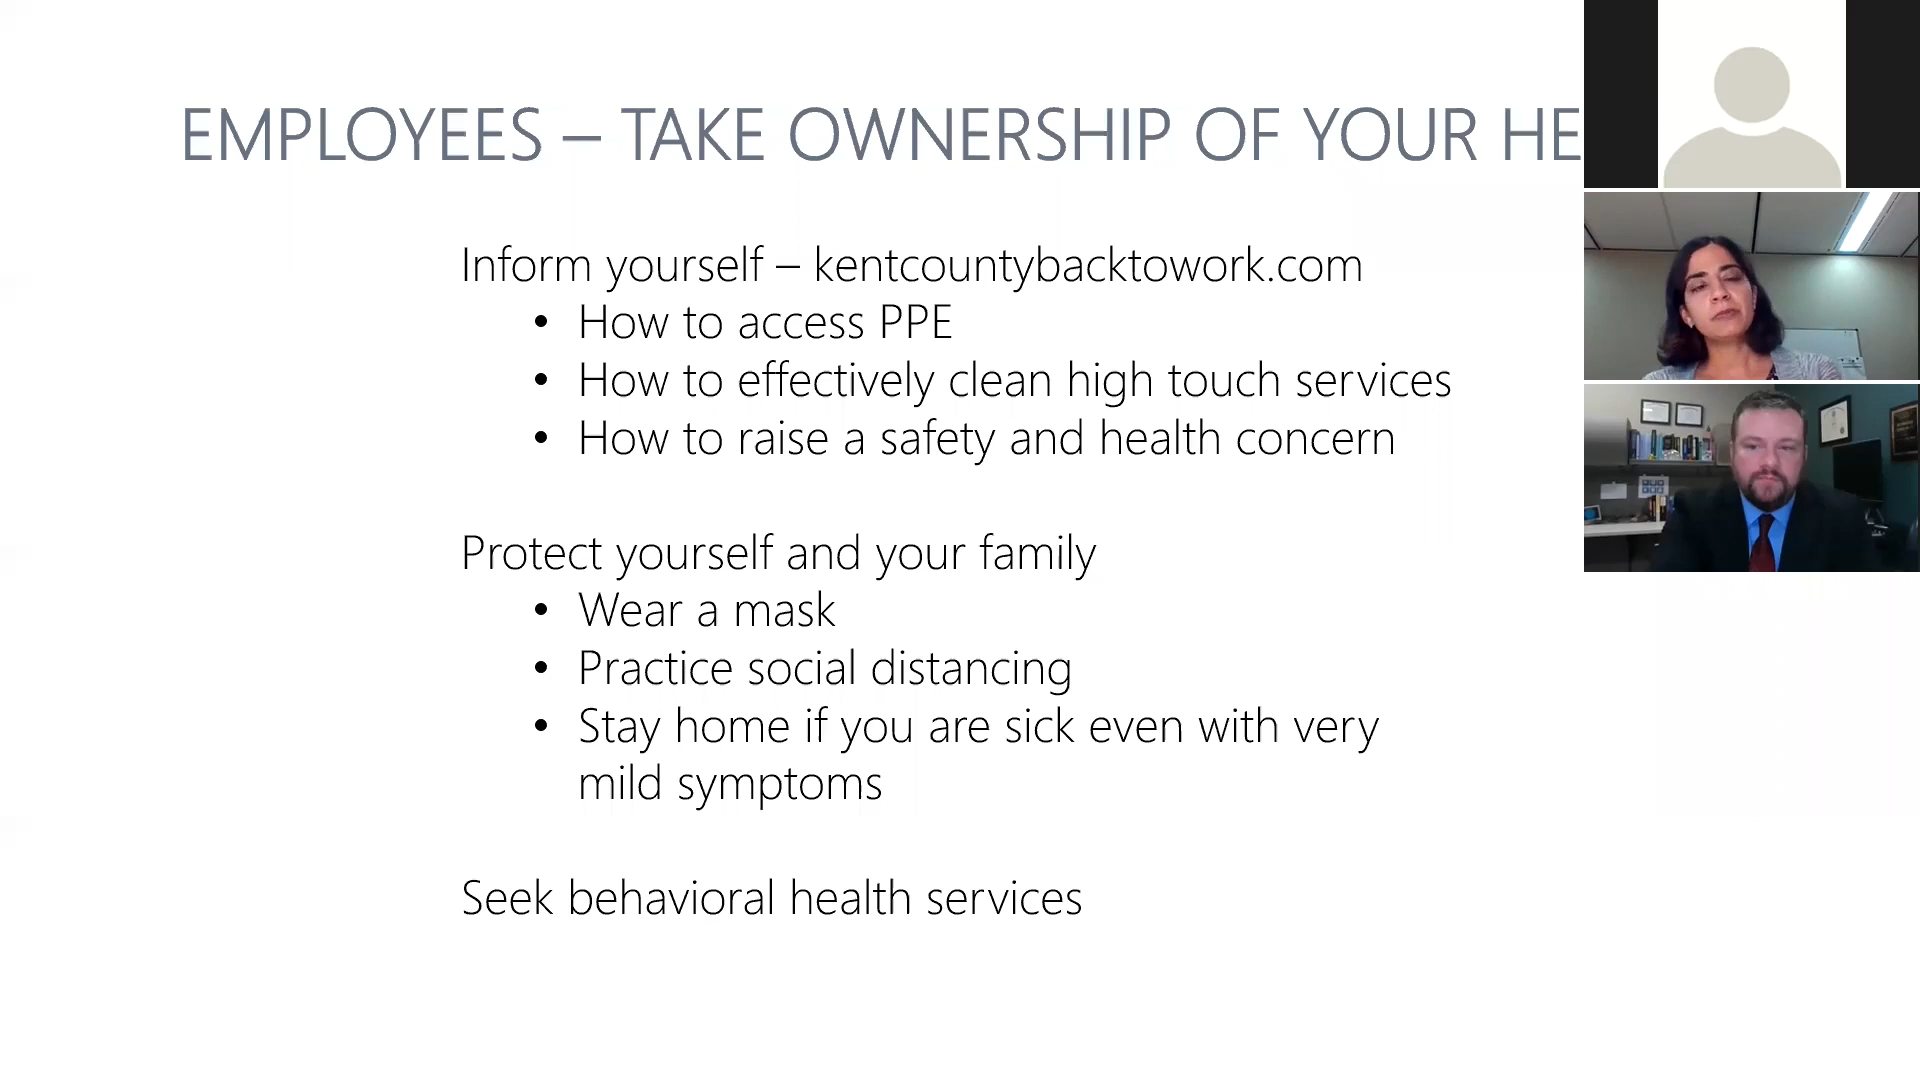 EMPLOYEES – TAKE OWNERSHIP OF YOUR HE
Inform yourself – kentcountybacktowork.com
• How to access PPE
• How to effectively clean high touch services
• How to raise a safety and health concern
Protect yourself and your family
• Wear a mask
• Practice social distancing
• Stay home if you are sick even with very
mild symptoms
Seek behavioral health services